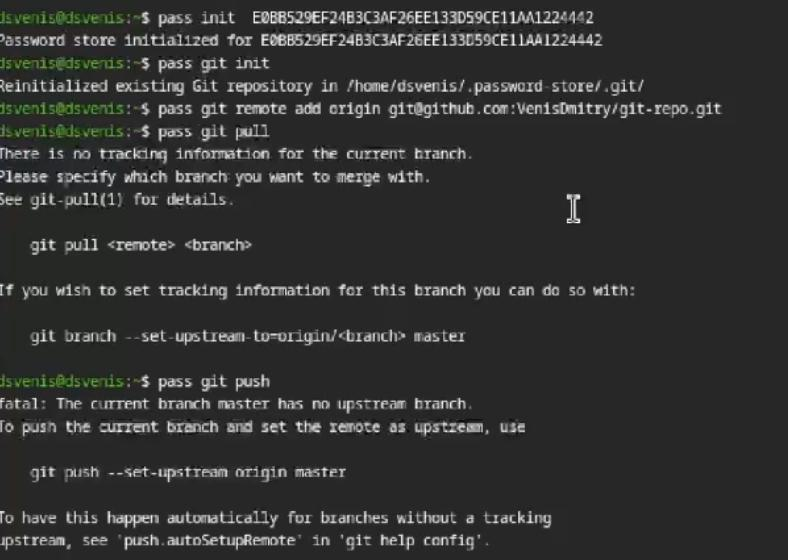 dsvenis@dsvenis:~$ pass init  E0BB529EF24B3C3AF26EE133D59CE11AA1224442
Password store initialized for E0BB529EF24B3C3AF26EE133D59CE11AA1224442
dsvenis@dsvenis:~$ pass git init
Reinitialized existing Git repository in /home/dsvenis/.password-store/.git/
dsvenis@dsvenis:~$ pass git remote add origin git@github.com:VenisDmitry/git-repo.git
dsvenis@dsvenis:~$ pass git pull
There is no tracking information for the current branch.
Please specify which branch you want to merge with.
See git-pull(1) for details.
git pull <remote> <branch>
If you wish to set tracking information for this branch you can do so with:
git branch --set-upstream-to=origin/<branch> master
dsvenis@dsvenis:~$ pass git push
fatal: The current branch master has no upstream branch.
To push the current branch and set the remote as upstream, use
git push --set-upstream origin master
To have this happen automatically for branches without a tracking
upstream, see 'push.autoSetupRemote' in 'git help config'.